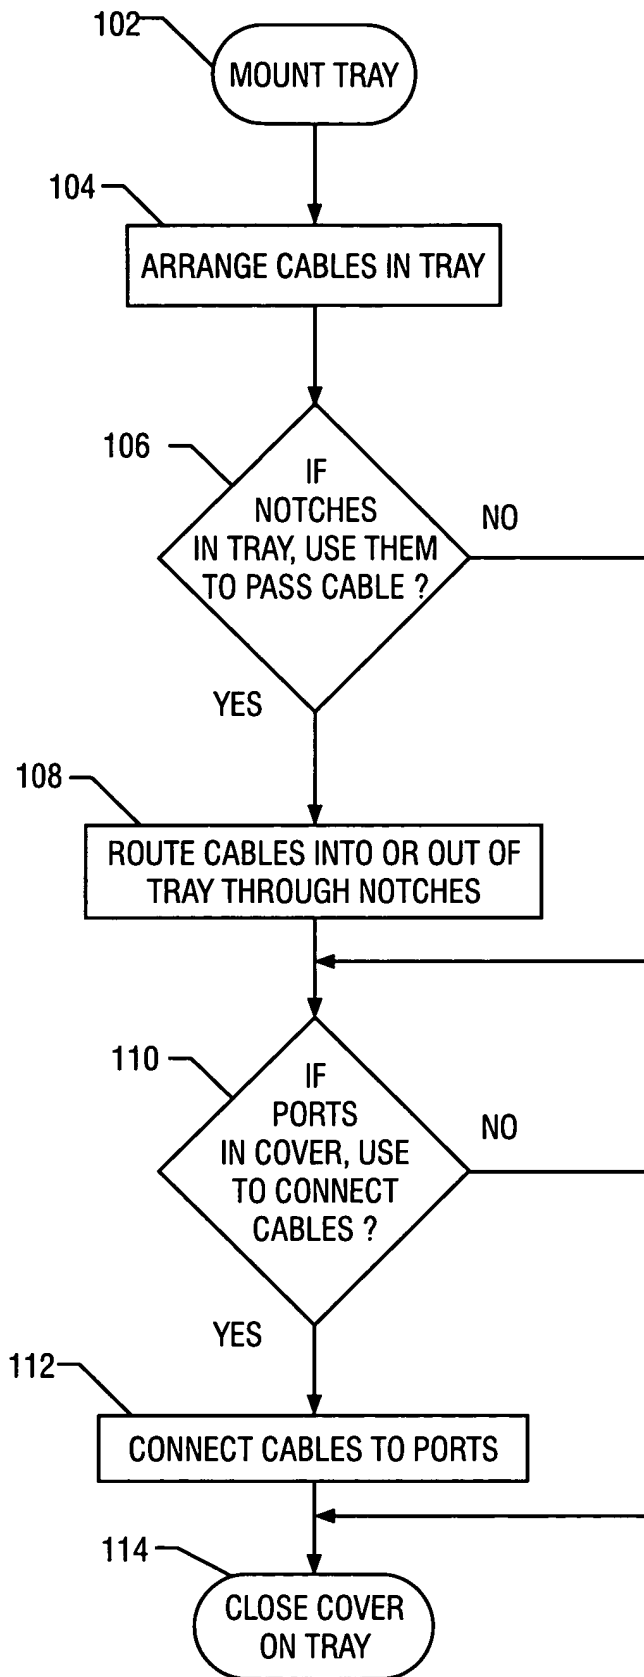 102
MOUNT TRAY
104
ARRANGE CABLES IN TRAY
106
IF
NOTCHES
IN TRAY, USE THEM
TO PASS CABLE ?
NO
YES
108
ROUTE CABLES INTO OR OUT OF
TRAY THROUGH NOTCHES
110
IF
PORTS
IN COVER, USE
TO CONNECT
CABLES ?
NO
YES
112
CONNECT CABLES TO PORTS
114
CLOSE COVER
ON TRAY